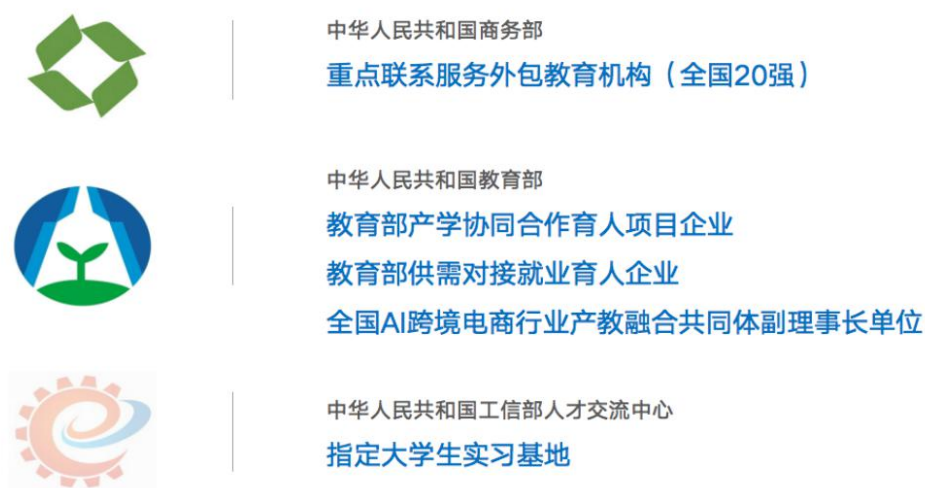 中华人民共和国商务部
重点联系服务外包教育机构（全国20强）
中华人民共和国教育部
教育部产学协同合作育人项目企业
教育部供需对接就业育人企业
全国AI跨境电商行业产教融合共同体副理事长单位
中华人民共和国工信部人才交流中心
指定大学生实习基地